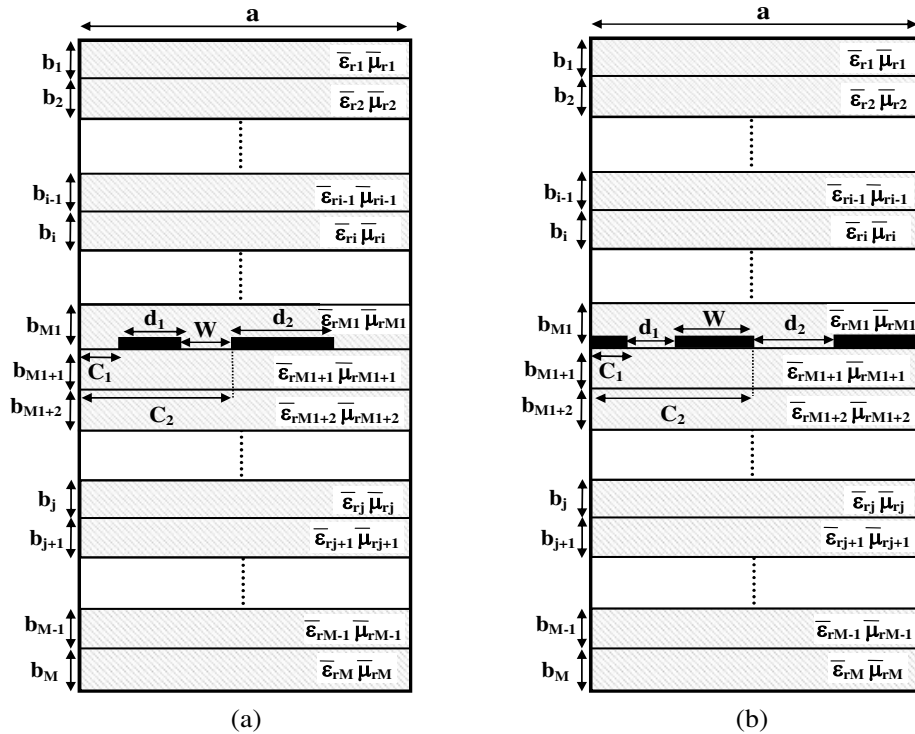 a
b₁ ε̅r1 μ̅r1
b₂ ε̅r2 μ̅r2
bi-1 ε̅ri-1 μ̅ri-1
bi ε̅ri μ̅ri
bM1 d₁ W d₂ ε̅rM1 μ̅rM1
bM1+1 C₁ ε̅rM1+1 μ̅rM1+1
bM1+2 C₂ ε̅rM1+2 μ̅rM1+2
bj ε̅rj μ̅rj
bj+1 ε̅rj+1 μ̅rj+1
bM-1 ε̅rM-1 μ̅rM-1
bM ε̅rM μ̅rM
(a)
a
b₁ ε̅r1 μ̅r1
b₂ ε̅r2 μ̅r2
bi-1 ε̅ri-1 μ̅ri-1
bi ε̅ri μ̅ri
bM1 d₁ W d₂ ε̅rM1 μ̅rM1
bM1+1 C₁ ε̅rM1+1 μ̅rM1+1
bM1+2 C₂ ε̅rM1+2 μ̅rM1+2
bj ε̅rj μ̅rj
bj+1 ε̅rj+1 μ̅rj+1
bM-1 ε̅rM-1 μ̅rM-1
bM ε̅rM μ̅rM
(b)